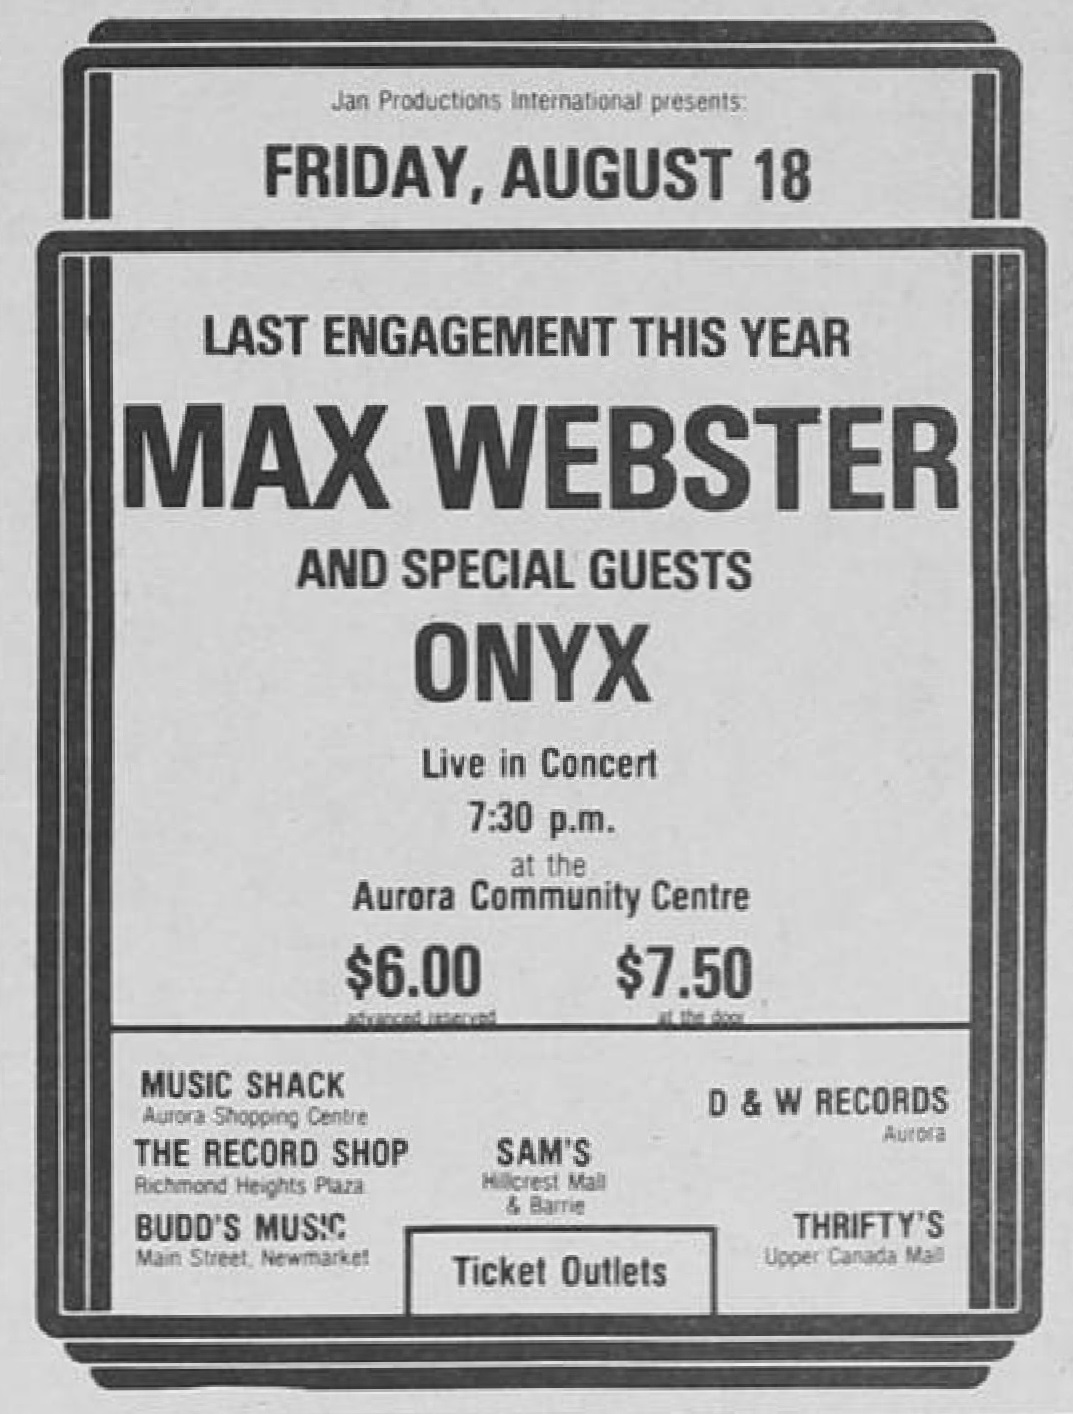 Jan Productions International presents:
FRIDAY, AUGUST 18
LAST ENGAGEMENT THIS YEAR
MAX WEBSTER
AND SPECIAL GUESTS
ONYX
Live in Concert
7:30 p.m.
at the
Aurora Community Centre
$6.00 $7.50
advanced reserved at the door
MUSIC SHACK
Aurora Shopping Centre
THE RECORD SHOP
Richmond Heights Plaza
BUDD'S MUSIC
Main Street, Newmarket
SAM'S
Hillcrest Mall
& Barrie
D & W RECORDS
Aurora
THRIFTY'S
Upper Canada Mall
Ticket Outlets